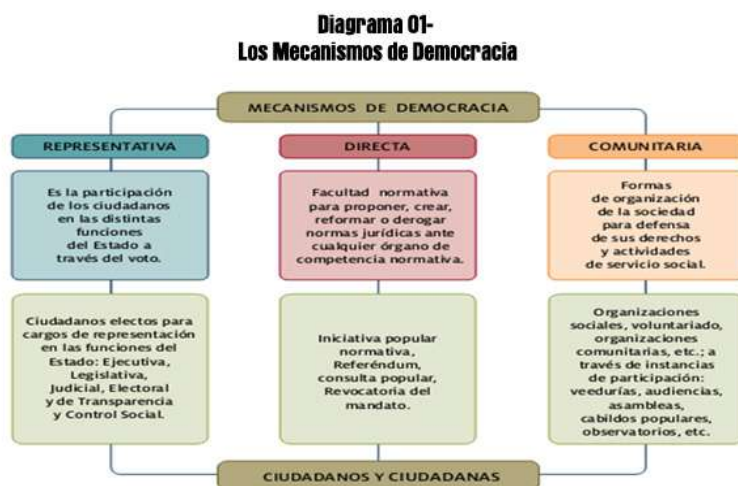 Diagrama 01-
Los Mecanismos de Democracia
MECANISMOS DE DEMOCRACIA
REPRESENTATIVA
Es la participación
de los ciudadanos
en las distintas
funciones
del Estado a
través del voto.
Ciudadanos electos para
cargos de representación
en las funciones del
Estado: Ejecutiva,
Legislativa,
Judicial, Electoral
y de Transparencia
y Control Social.
DIRECTA
Facultad normativa
para proponer, crear,
reformar o derogar
normas jurídicas ante
cualquier órgano de
competencia normativa.
Iniciativa popular
normativa,
Referéndum,
consulta popular,
Revocatoria del
mandato.
COMUNITARIA
Formas
de organización
de la sociedad
para defensa
de sus derechos
y actividades
de servicio social.
Organizaciones
sociales, voluntariado,
organizaciones
comunitarias, etc.; a
través de instancias
de participación:
veedurías, audiencias,
asambleas,
cabildos populares,
observatorios, etc.
CIUDADANOS Y CIUDADANAS